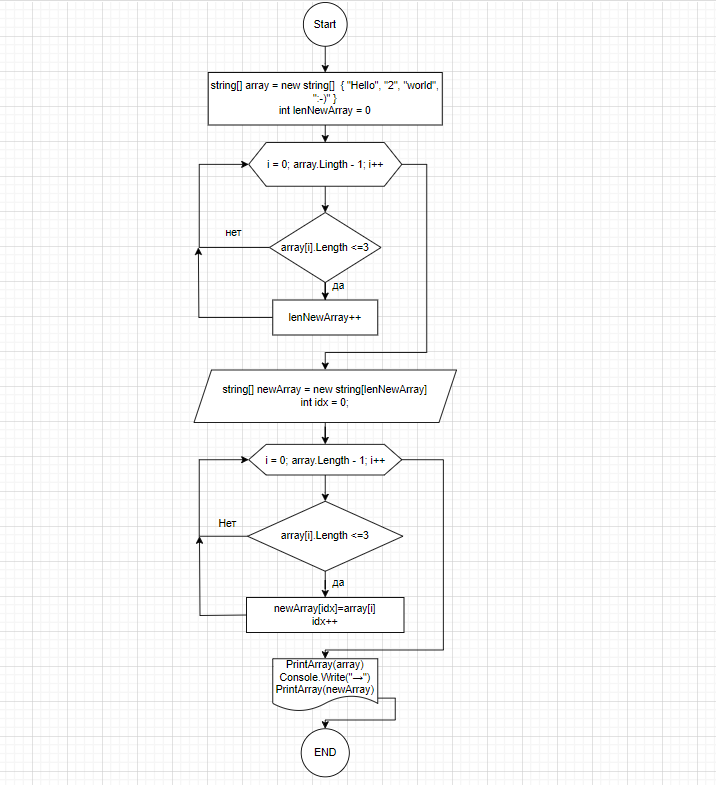 Start
string[] array = new string[] { "Hello", "2", "world",
":-)" }
int lenNewArray = 0
i = 0; array.Lingth - 1; i++
нет
array[i].Length <=3
да
lenNewArray++
string[] newArray = new string[lenNewArray]
int idx = 0;
i = 0; array.Length - 1; i++
Нет
array[i].Length <=3
да
newArray[idx]=array[i]
idx++
PrintArray(array)
Console.Write("→")
PrintArray(newArray)
END